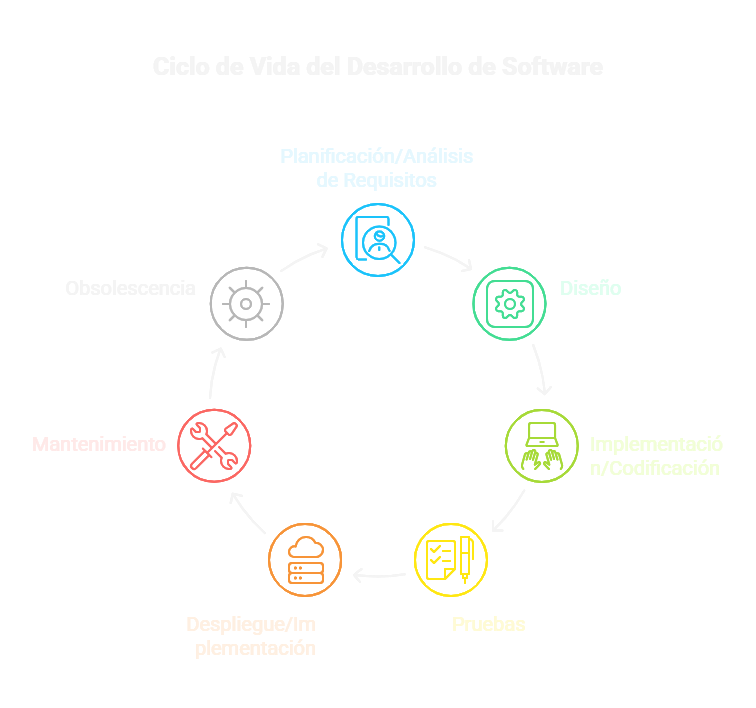 Ciclo de Vida del Desarrollo de Software
Planificación/Análisis
de Requisitos
Obsolescencia
Diseño
Mantenimiento
Implementació
n/Codificación
Despliegue/Im
plementación
Pruebas